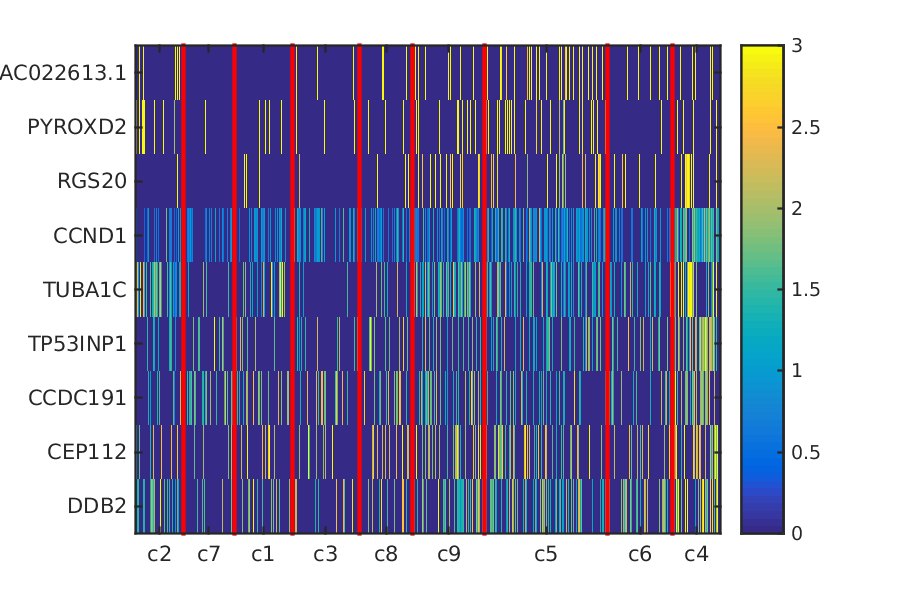 AC022613.1
PYROXD2
RGS20
CCND1
TUBA1C
TP53INP1
CCDC191
CEP112
DDB2
c2 c7 c1 c3 c8 c9 c5 c6 c4
3
2.5
2
1.5
1
0.5
0